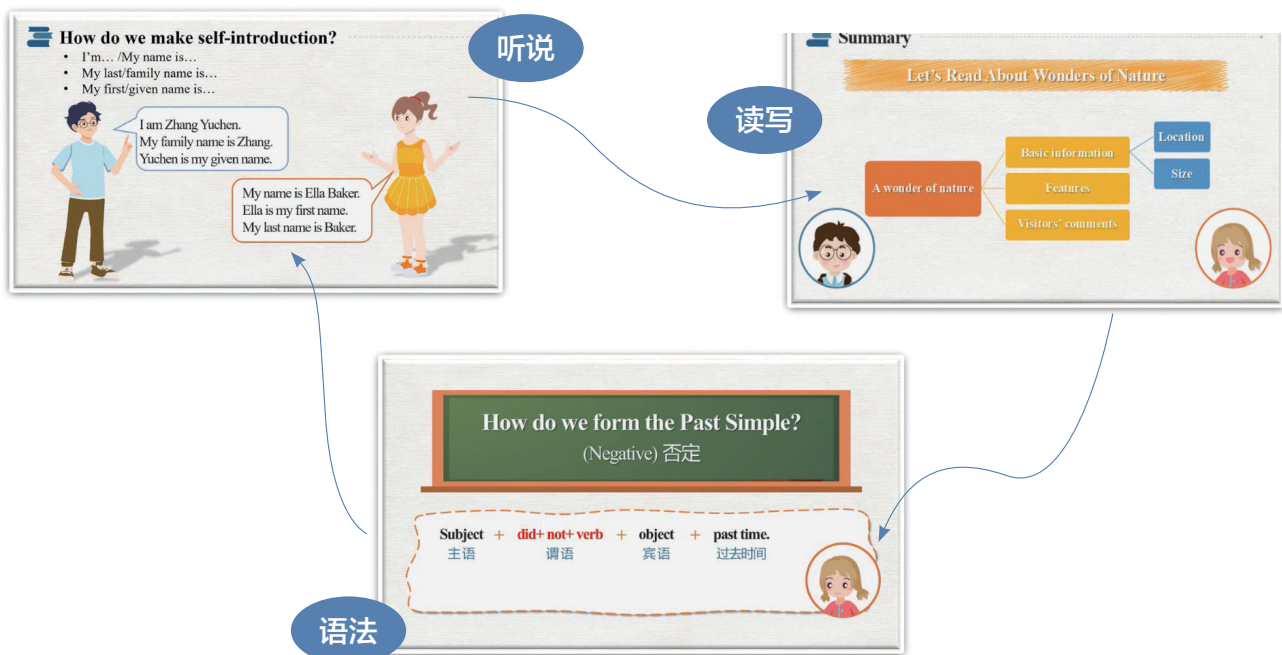 How do we make self-introduction?
• I'm… /My name is…
• My last/family name is…
• My first/given name is…
I am Zhang Yuchen.
My family name is Zhang.
Yuchen is my given name.
My name is Ella Baker.
Ella is my first name.
My last name is Baker.
听说
Summary
Let's Read About Wonders of Nature
读写
A wonder of nature
Basic information
Features
Visitors' comments
Location
Size
How do we form the Past Simple?
(Negative) 否定
Subject + did+ not+ verb + object + past time.
主语 谓语 宾语 过去时间
语法